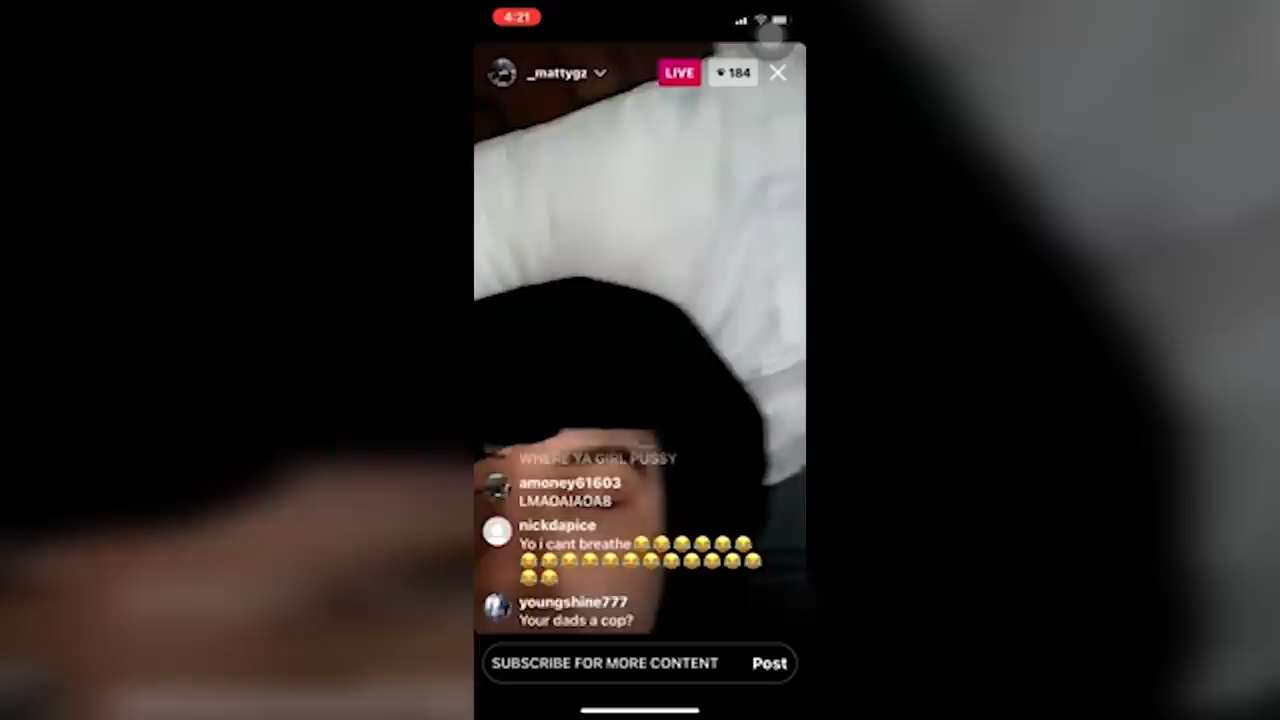 4:21
_mattygz
LIVE
184
WHERE YA GIRL PUSSY
amoney61603
LMAOAIAOAB
nickdapice
Yo i cant breathe😂😂😂😂😂😂
😂😂😂😂😂😂😂😂😂😂😂😂
😂😂
youngshine777
Your dads a cop?
SUBSCRIBE FOR MORE CONTENT
Post